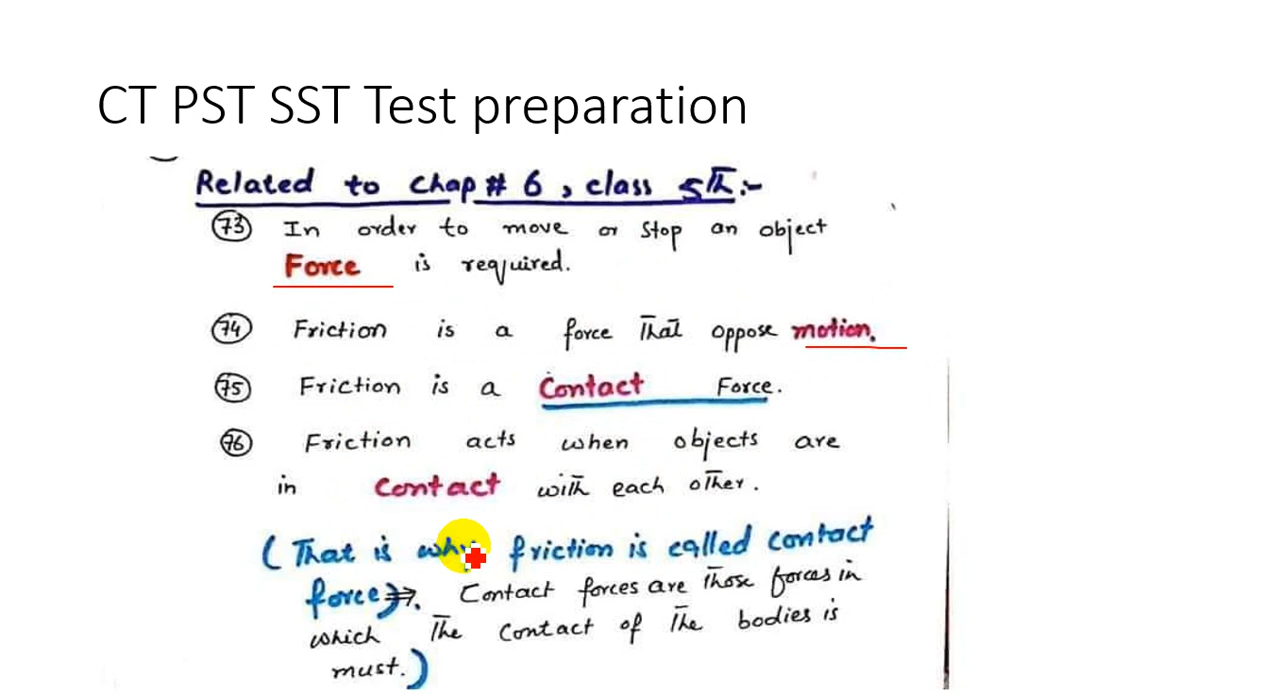 CT PST SST Test preparation
Related to Chap # 6, class 5th:-
73 In order to move or stop an object
Force is required.
74 Friction is a force that oppose motion.
75 Friction is a Contact Force.
76 Friction acts when objects are
in Contact with each other.
(That is why friction is called contact
force⇒. Contact forces are those forces in
which the contact of the bodies is
must.)